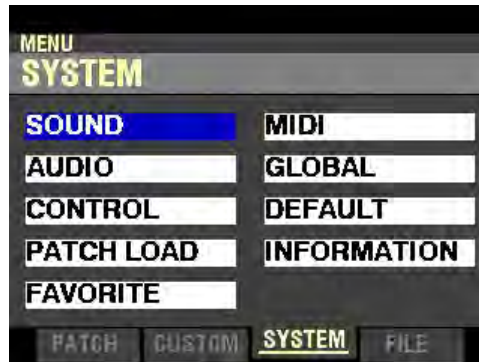 MENU
SYSTEM
SOUND
MIDI
AUDIO
GLOBAL
CONTROL
DEFAULT
PATCH LOAD
INFORMATION
FAVORITE
PATCH CUSTOM SYSTEM FILE